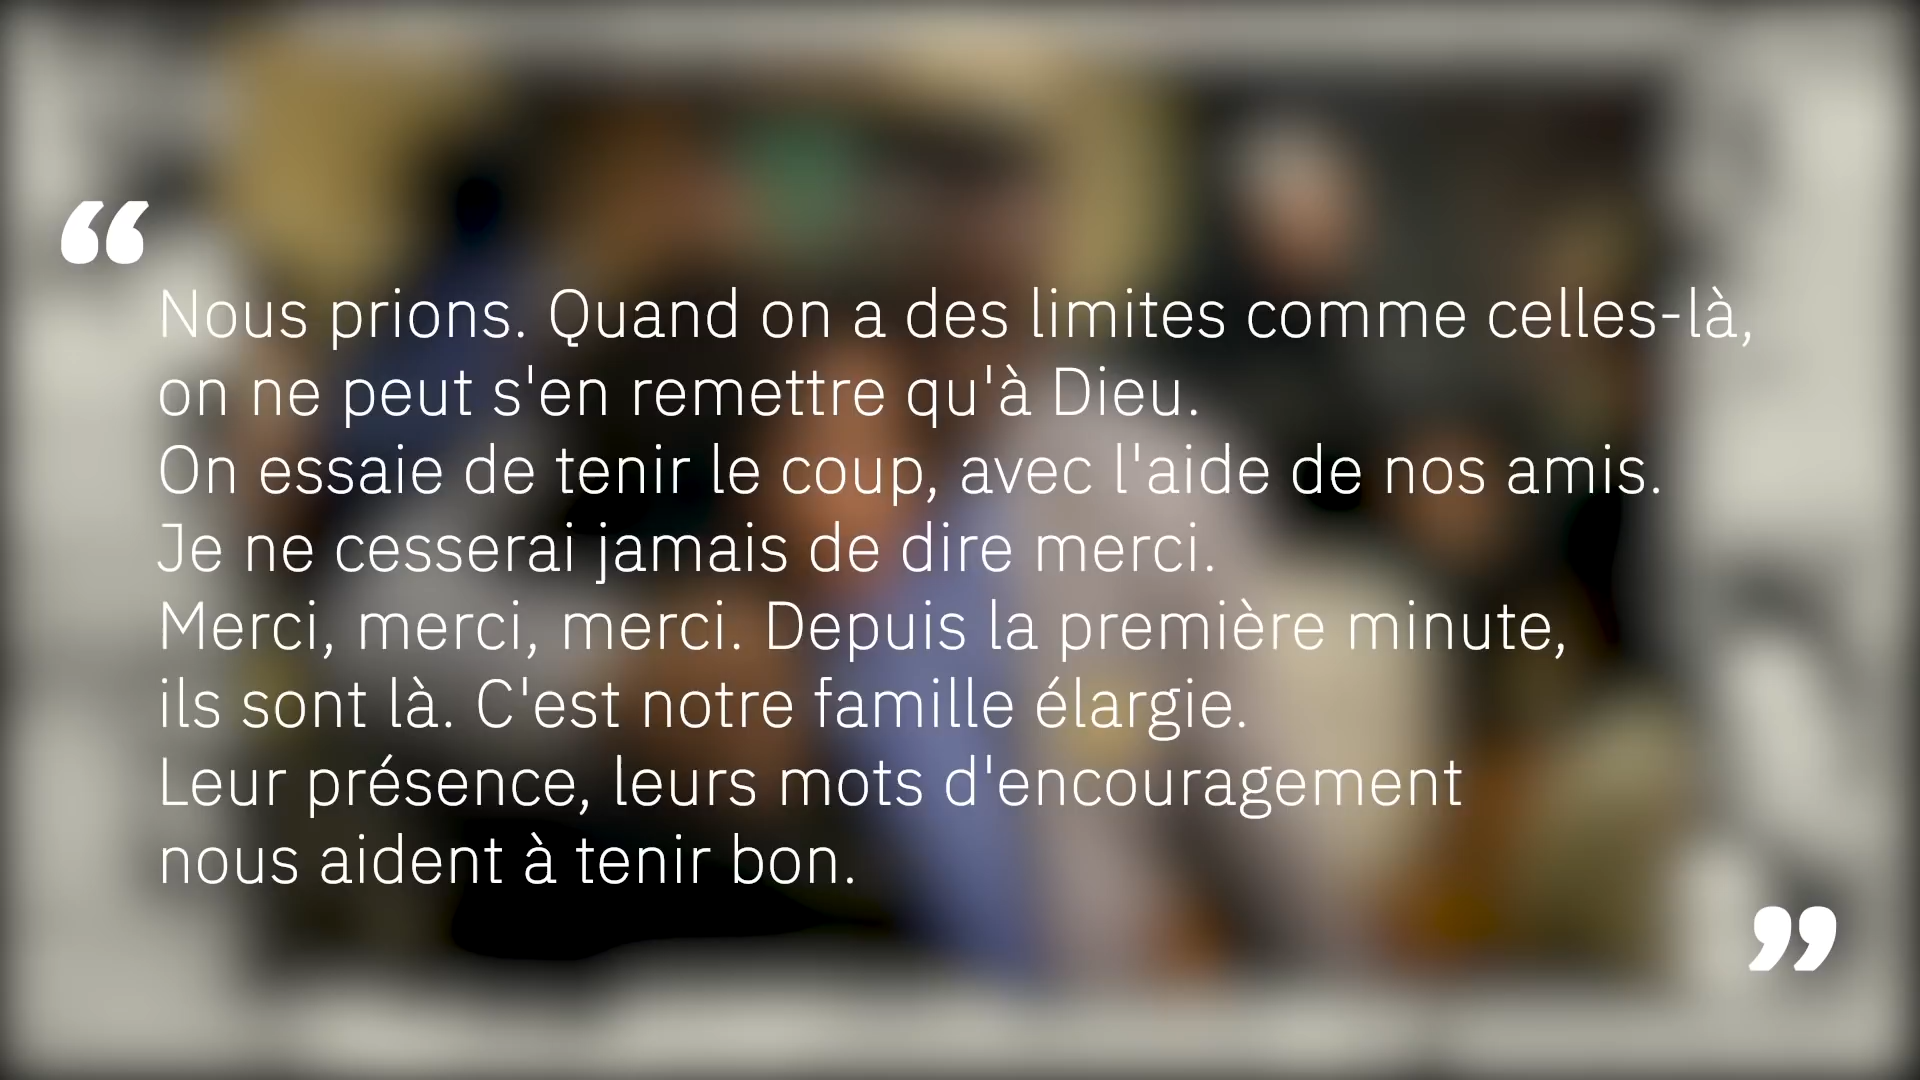 “
Nous prions. Quand on a des limites comme celles-là,
on ne peut s'en remettre qu'à Dieu.
On essaie de tenir le coup, avec l'aide de nos amis.
Je ne cesserai jamais de dire merci.
Merci, merci, merci. Depuis la première minute,
ils sont là. C'est notre famille élargie.
Leur présence, leurs mots d'encouragement
nous aident à tenir bon.
”